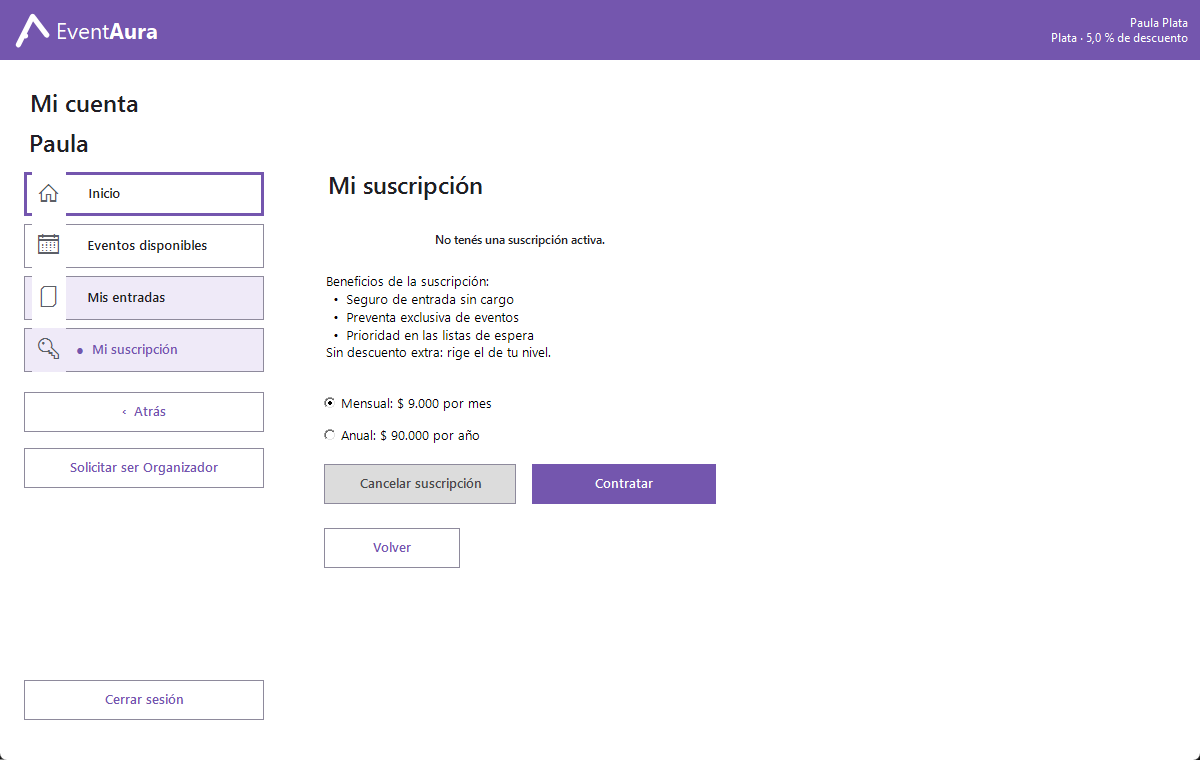 EventAura
Paula Plata
Plata · 5,0 % de descuento
Mi cuenta
Paula
Inicio
Eventos disponibles
Mis entradas
● Mi suscripción
‹ Atrás
Solicitar ser Organizador
Cerrar sesión
Mi suscripción
No tenés una suscripción activa.
Beneficios de la suscripción:
• Seguro de entrada sin cargo
• Preventa exclusiva de eventos
• Prioridad en las listas de espera
Sin descuento extra: rige el de tu nivel.
Mensual: $ 9.000 por mes
Anual: $ 90.000 por año
Cancelar suscripción
Contratar
Volver